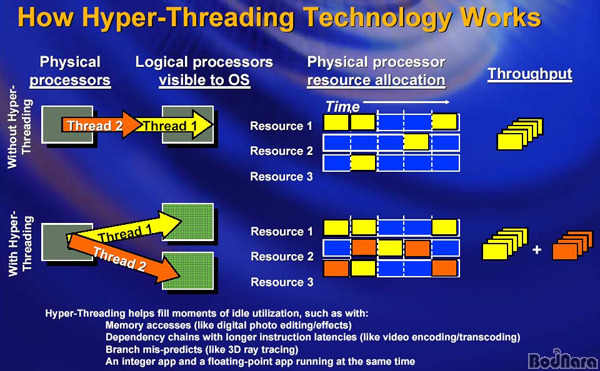 How Hyper-Threading Technology Works
Physical
processors
Logical processors
visible to OS
Physical processor
resource allocation
Throughput
Time
Without Hyper-
Threading
Thread 2
Thread 1
Resource 1
Resource 2
Resource 3
With Hyper-
Threading
Thread 1
Thread 2
Resource 1
Resource 2
Resource 3
+
Hyper-Threading helps fill moments of idle utilization, such as with:
Memory accesses (like digital photo editing/effects)
Dependency chains with longer instruction latencies (like video encoding/transcoding)
Branch mis-predicts (like 3D ray tracing)
An integer app and a floating-point app running at the same time
BodNara